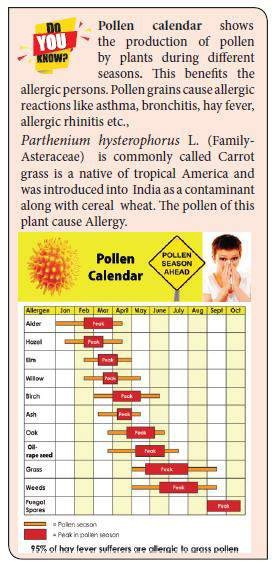 DO
YOU
KNOW?
Pollen calendar shows
the production of pollen
by plants during different
seasons. This benefits the
allergic persons. Pollen grains cause allergic
reactions like asthma, bronchitis, hay fever,
allergic rhinitis etc.,
Parthenium hysterophorus L. (Family-
Asteraceae) is commonly called Carrot
grass is a native of tropical America and
was introduced into India as a contaminant
along with cereal wheat. The pollen of this
plant cause Allergy.
Pollen
Calendar
POLLEN
SEASON
AHEAD
Allergen Jan Feb Mar April May June July Aug Sept Oct
Alder Peak
Hazel Peak
Elm Peak
Willow Peak
Birch Peak
Ash Peak
Oak Peak
Oil-
rape seed Peak
Grass Peak
Weeds Peak
Fungal
Spores Peak
= Pollen season
= Peak in pollen season
95% of hay fever sufferers are allergic to grass pollen